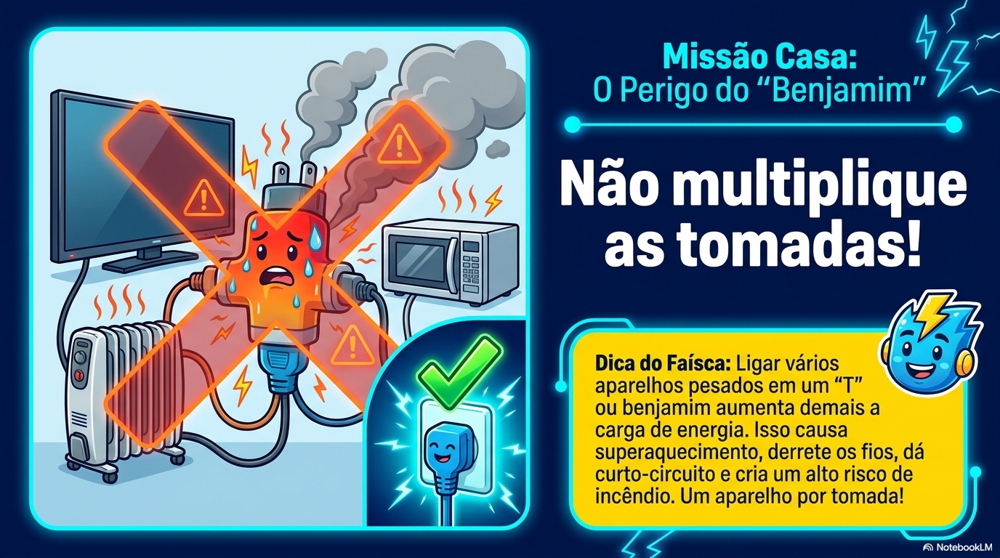 Missão Casa:
O Perigo do “Benjamim”
Não multiplique
as tomadas!
Dica do Faísca: Ligar vários
aparelhos pesados em um “T”
ou benjamim aumenta demais a
carga de energia. Isso causa
superaquecimento, derrete os fios, dá
curto-circuito e cria um alto risco de
incêndio. Um aparelho por tomada!
NotebookLM